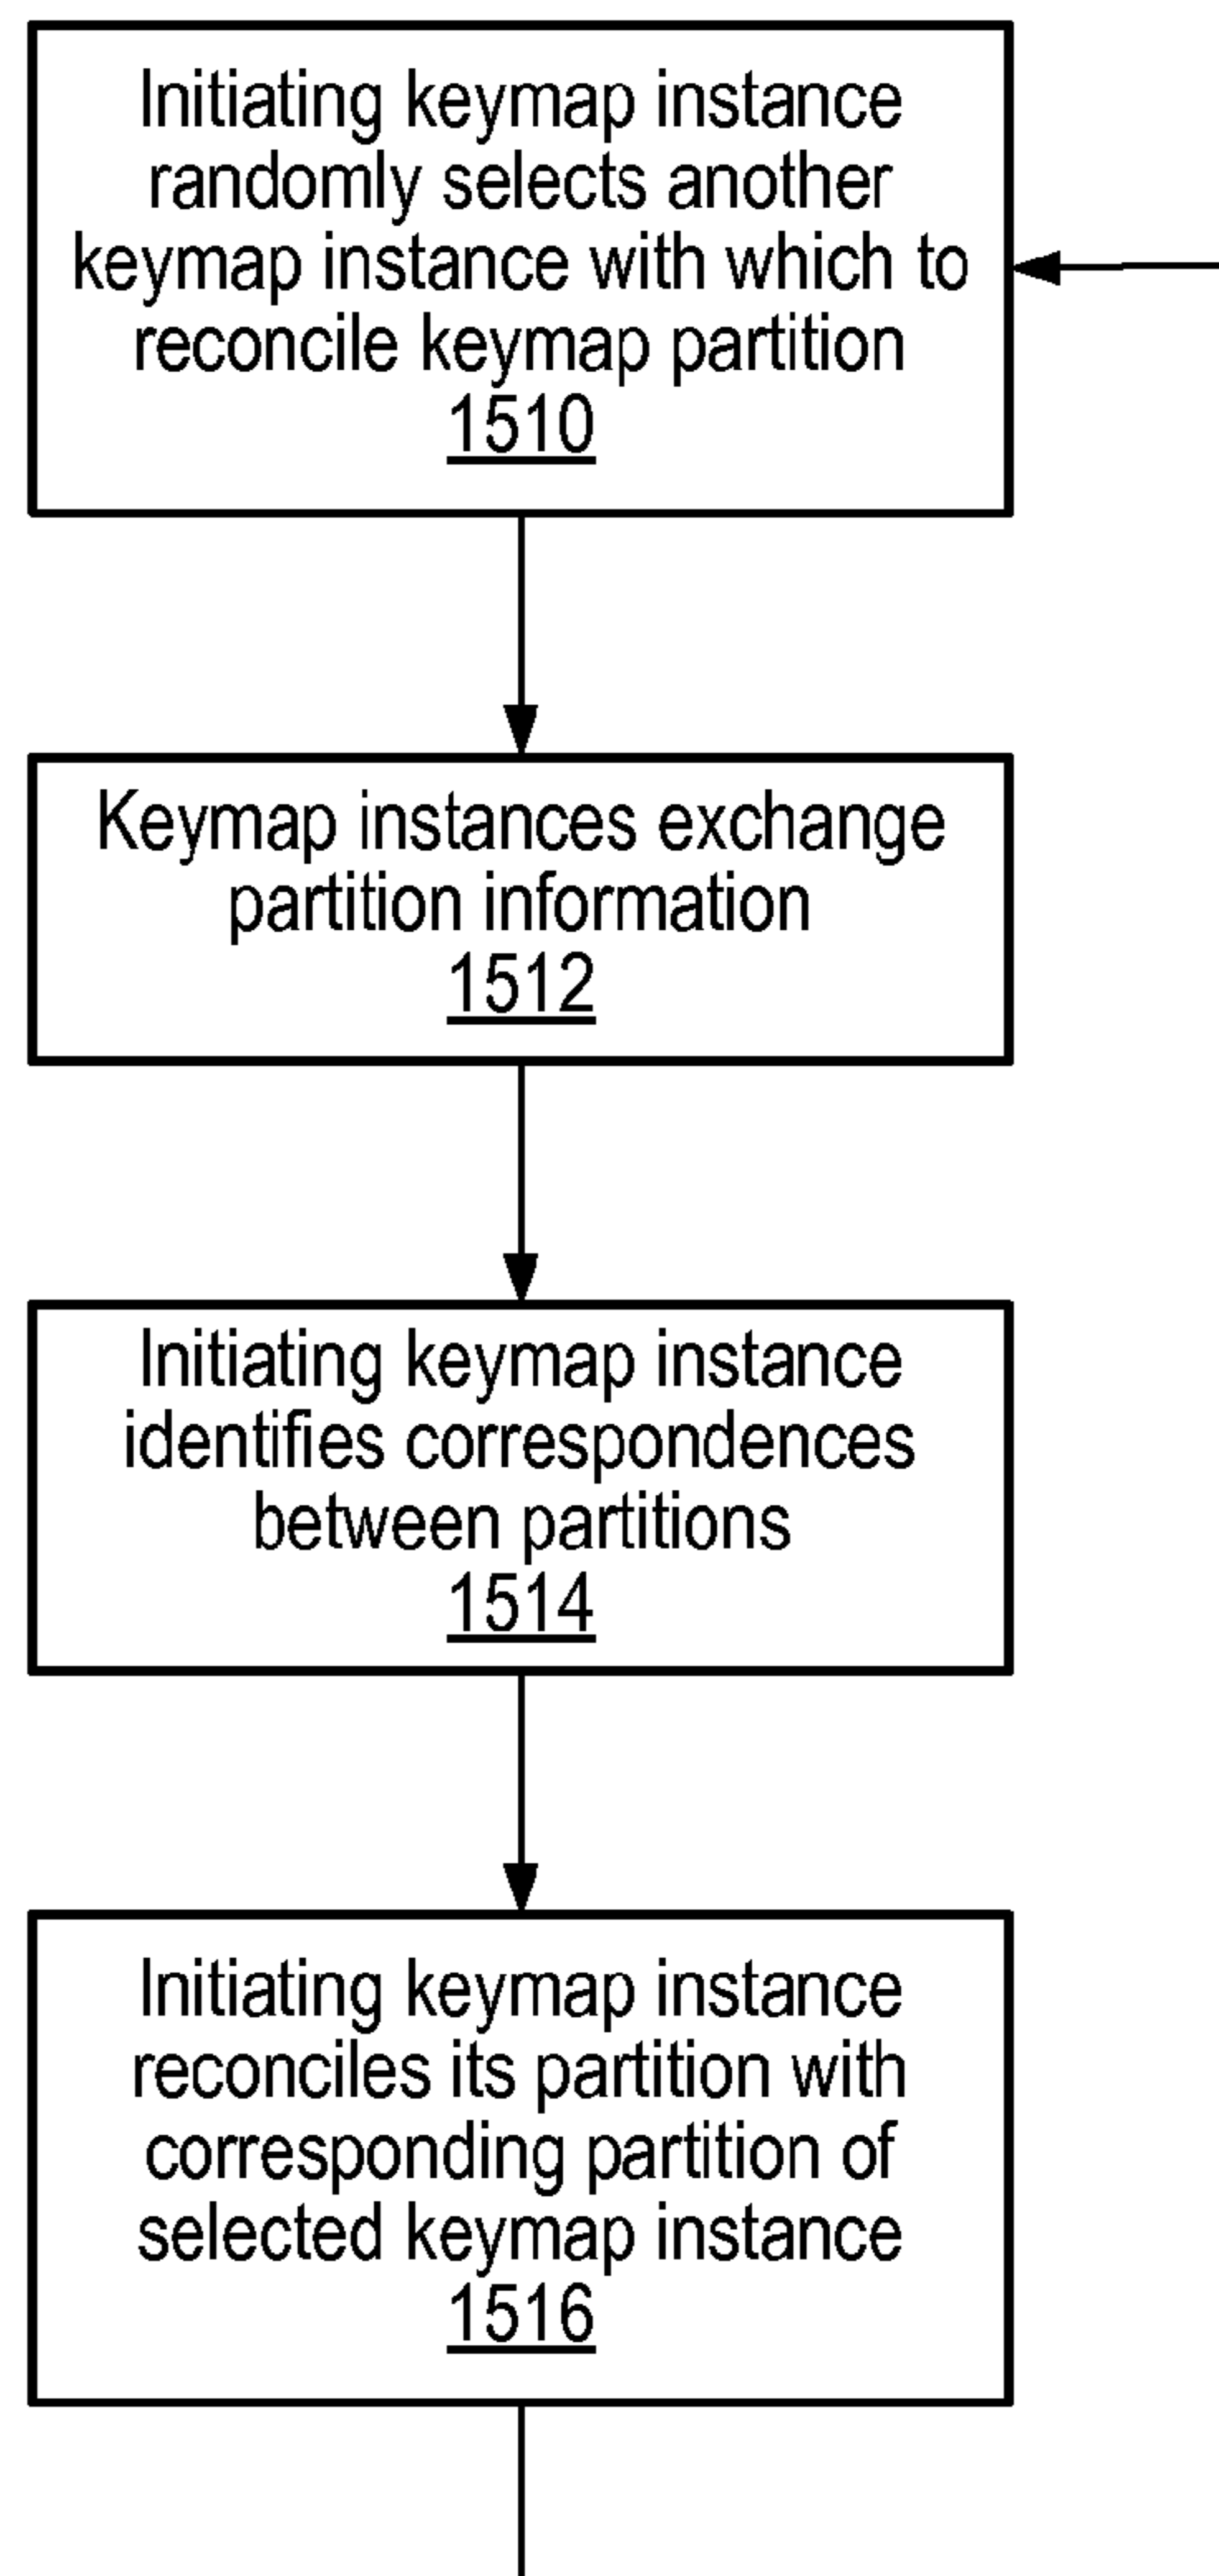 Initiating keymap instance
randomly selects another
keymap instance with which to
reconcile keymap partition
1510
Keymap instances exchange
partition information
1512
Initiating keymap instance
identifies correspondences
between partitions
1514
Initiating keymap instance
reconciles its partition with
corresponding partition of
selected keymap instance
1516